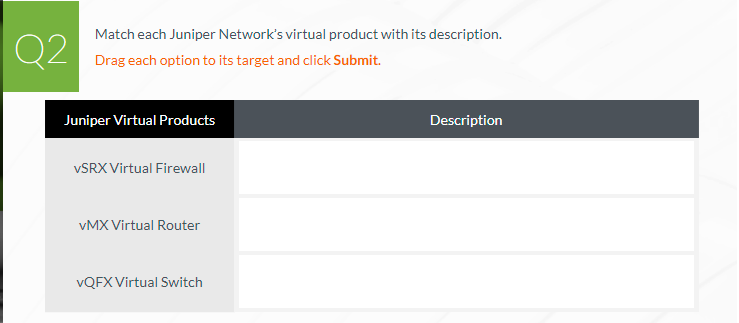 Q2
Match each Juniper Network's virtual product with its description.
Drag each option to its target and click Submit.
Juniper Virtual Products
Description
vSRX Virtual Firewall
vMX Virtual Router
vQFX Virtual Switch